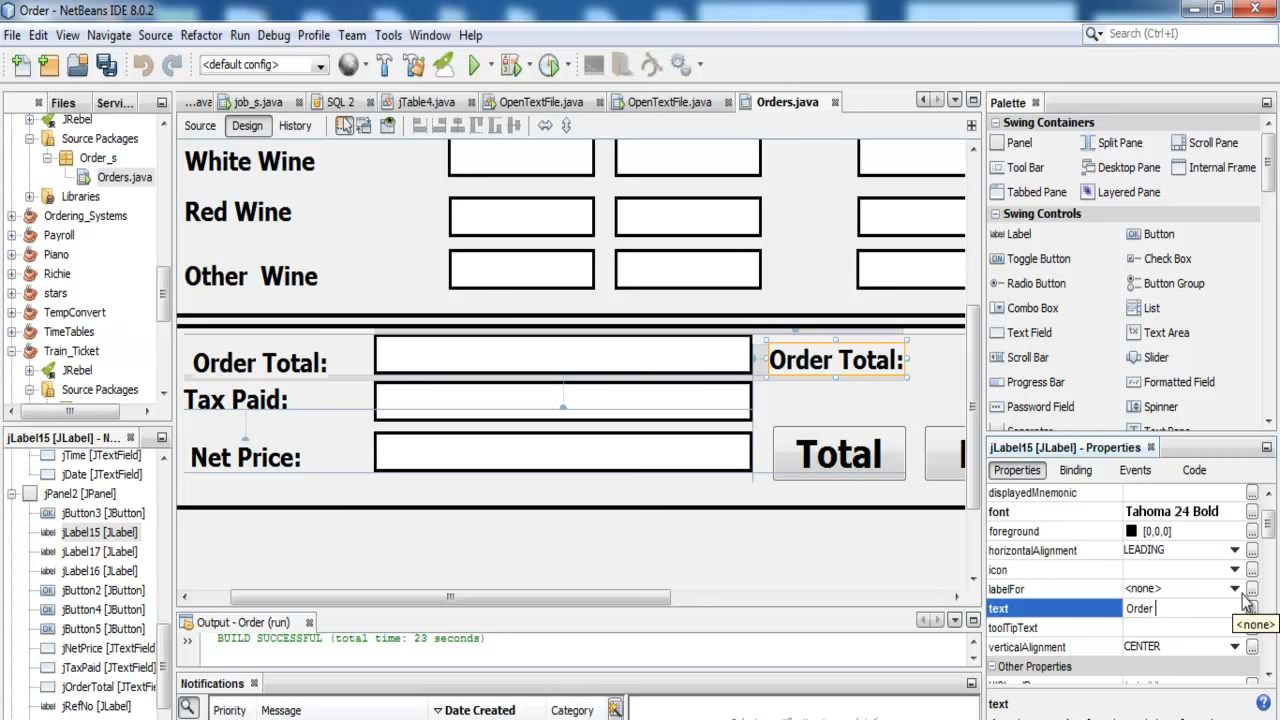 Order - NetBeans IDE 8.0.2
File Edit View Navigate Source Refactor Run Debug Profile Team Tools Window Help
Search (Ctrl+I)
<default config>
Files Servi...
...ava job_s.java SQL 2 jTable4.java OpenTextFile.java OpenTextFile.java Orders.java
Source Design History
JRebel
Source Packages
Order_s
Orders.java
Libraries
Ordering_Systems
Payroll
Piano
Richie
stars
TempConvert
TimeTables
Train_Ticket
JRebel
Source Packages
jLabel15 [JLabel] - N...
jTime [JTextField]
jDate [JTextField]
jPanel2 [JPanel]
jButton3 [JButton]
jLabel15 [JLabel]
jLabel17 [JLabel]
jLabel16 [JLabel]
jButton2 [JButton]
jButton4 [JButton]
jButton5 [JButton]
jNetPrice [JTextField]
jTaxPaid [JTextField]
jOrderTotal [JTextFie
jRefNo [JLabel]
White Wine
Red Wine
Other Wine
Order Total:
Order Total:
Tax Paid:
Net Price:
Total
Output - Order (run)
BUILD SUCCESSFUL (total time: 23 seconds)
Notifications
Priority Message Date Created Category
Palette
Swing Containers
Panel Split Pane Scroll Pane
Tool Bar Desktop Pane Internal Frame
Tabbed Pane Layered Pane
Swing Controls
Label Button
Toggle Button Check Box
Radio Button Button Group
Combo Box List
Text Field Text Area
Scroll Bar Slider
Progress Bar Formatted Field
Password Field Spinner
jLabel15 [JLabel] - Properties
Properties Binding Events Code
displayedMnemonic
font Tahoma 24 Bold
foreground [0,0,0]
horizontalAlignment LEADING
icon
labelFor <none>
text Order
<none>
toolTipText
verticalAlignment CENTER
Other Properties
text